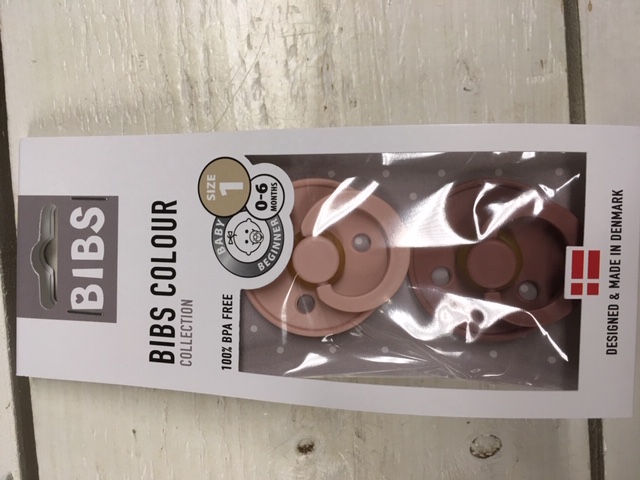 BIBS
BIBS COLOUR
COLLECTION
100% BPA FREE
SIZE
1
0-6
MONTHS
BABY
BEGINNER
DESIGNED & MADE IN DENMARK